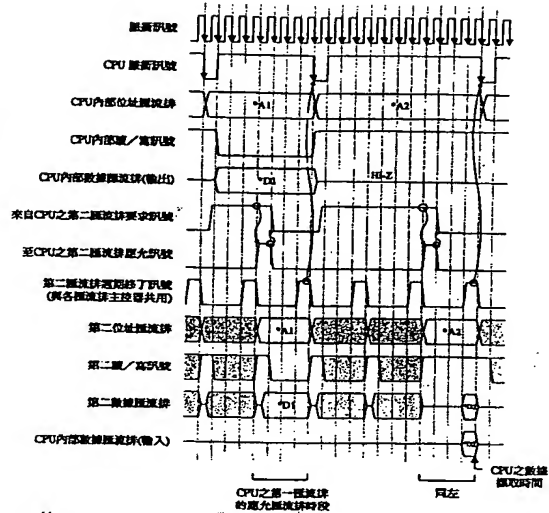 脈衝訊號
CPU 脈衝訊號
CPU內部位址匯流排
*A1
*A2
CPU內部讀／寫訊號
CPU內部數據匯流排(輸出)
*D1
HI-Z
來自CPU之第二匯流排要求訊號
至CPU之第二匯流排應允訊號
第二匯流排週期終了訊號
(與各匯流排主控器共用)
第二位址匯流排
*A1
*A2
第二讀／寫訊號
第二數據匯流排
*D1
CPU內部數據匯流排(輸入)
CPU之數據
擷取時間
CPU之第一匯流排
的應允匯流排時段
同左